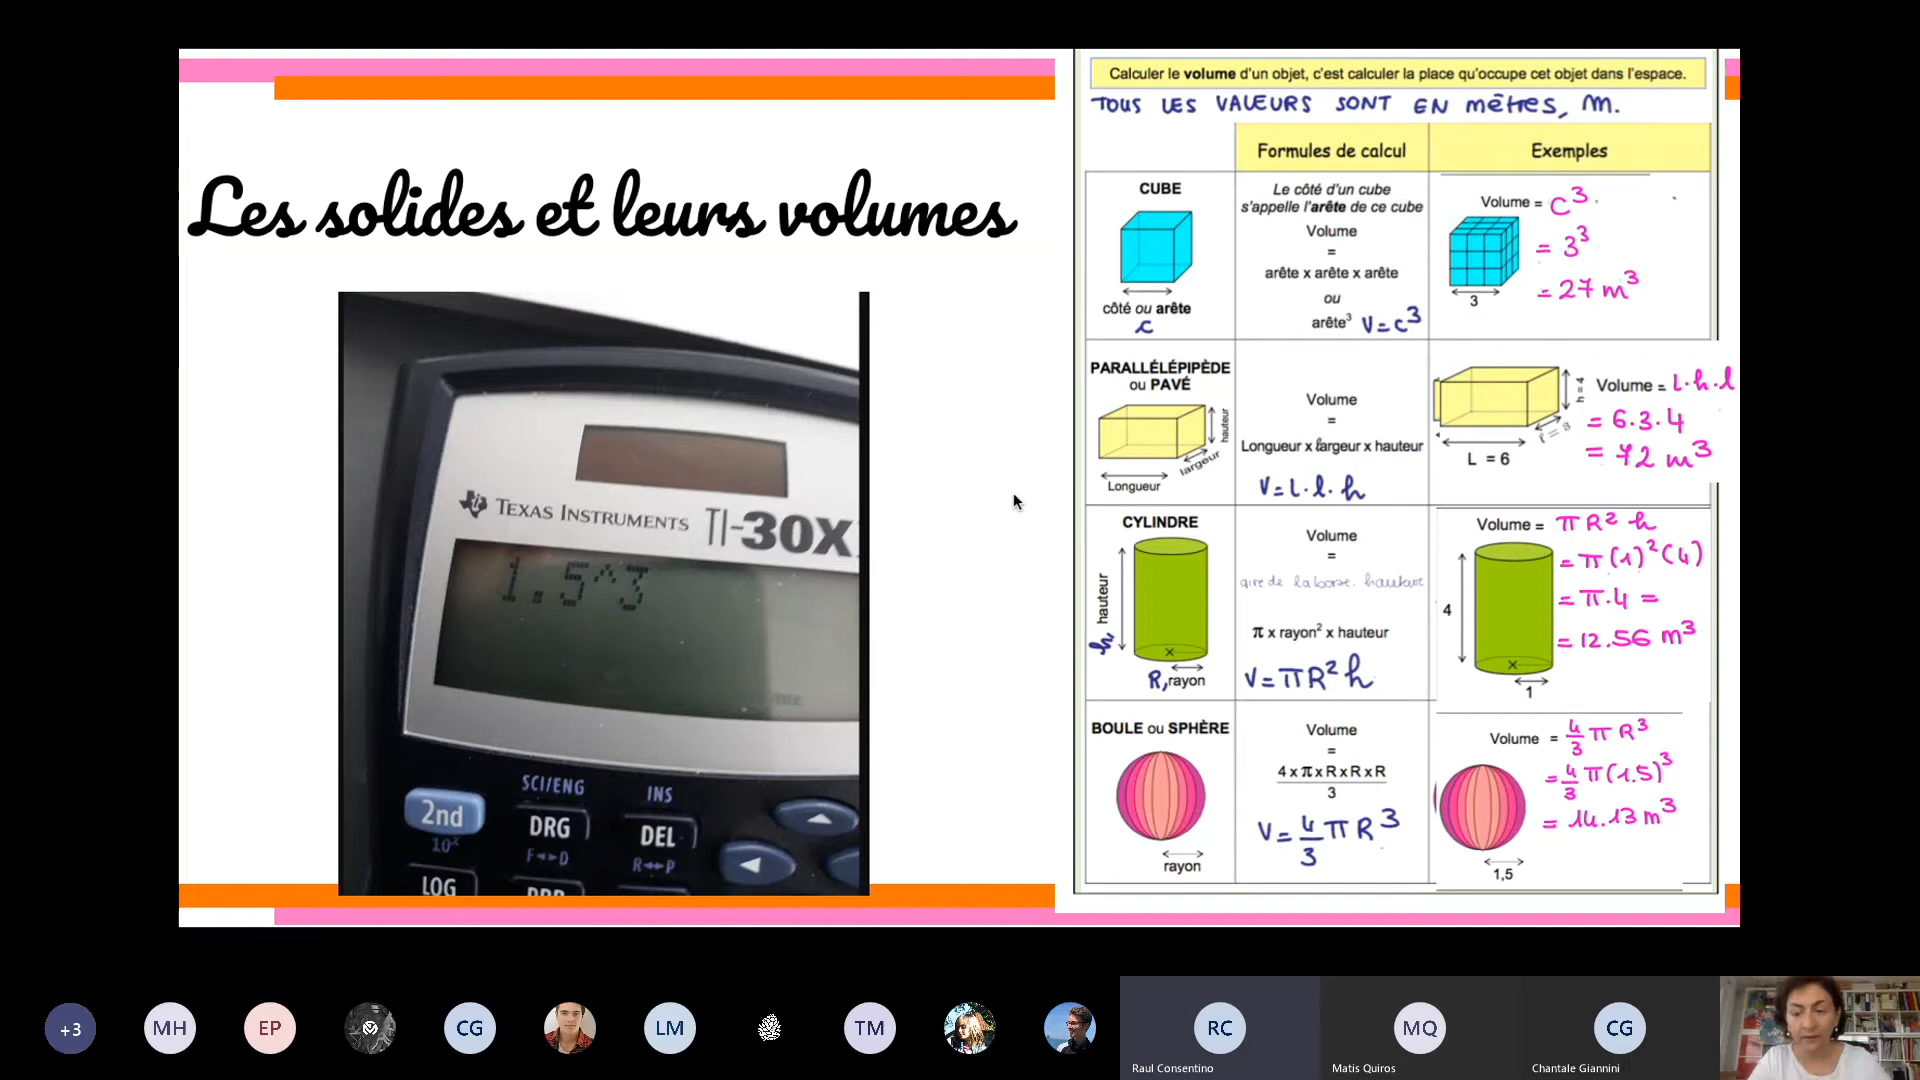 Les solides et leurs volumes
TEXAS INSTRUMENTS TI-30X
1.5^3
SCI/ENG INS
2nd DRG DEL
10ˣ F◄►D R◄►P
LOG
Calculer le volume d'un objet, c'est calculer la place qu'occupe cet objet dans l'espace.
TOUS LES VALEURS SONT EN mètres, m.
Formules de calcul Exemples
CUBE
côté ou arête
c
Le côté d'un cube
s'appelle l'arête de ce cube
Volume
=
arête x arête x arête
ou
arête³ V=c³
Volume = c³
= 3³
= 27 m³
3
PARALLÉLÉPIPÈDE
ou PAVÉ
hauteur
largeur
Longueur
Volume
=
Longueur x largeur x hauteur
V=L.l.h
Volume = L.h.l
= 6.3.4
= 72 m³
h = 4
l = 3
L = 6
CYLINDRE
hauteur
h
R, rayon
Volume
=
aire de la base. hauteur
π x rayon² x hauteur
V=πR²h
Volume = πR²h
= π(1)²(4)
= π.4 =
= 12.56 m³
4
1
BOULE ou SPHÈRE
rayon
Volume
=
4 x π x R x R x R
3
V=4/3 πR³
Volume = 4/3 πR³
= 4/3 π(1.5)³
= 14.13 m³
1,5
+3 MH EP CG LM TM RC MQ CG
Raul Consentino Matis Quiros Chantale Giannini